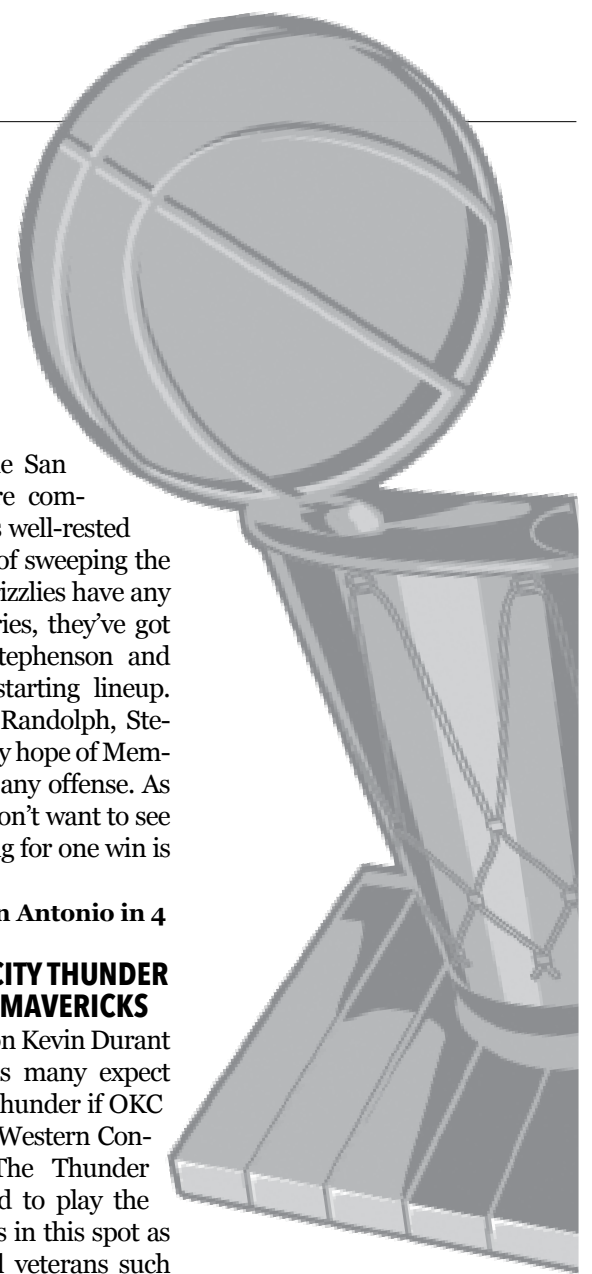 e San
re com-
s well-rested
of sweeping the
izzlies have any
ries, they’ve got
tephenson and
starting lineup.
Randolph, Ste-
y hope of Mem-
any offense. As
on’t want to see
g for one win is
n Antonio in 4
CITY THUNDER
MAVERICKS
on Kevin Durant
s many expect
hunder if OKC
Western Con-
The Thunder
d to play the
s in this spot as
l veterans such